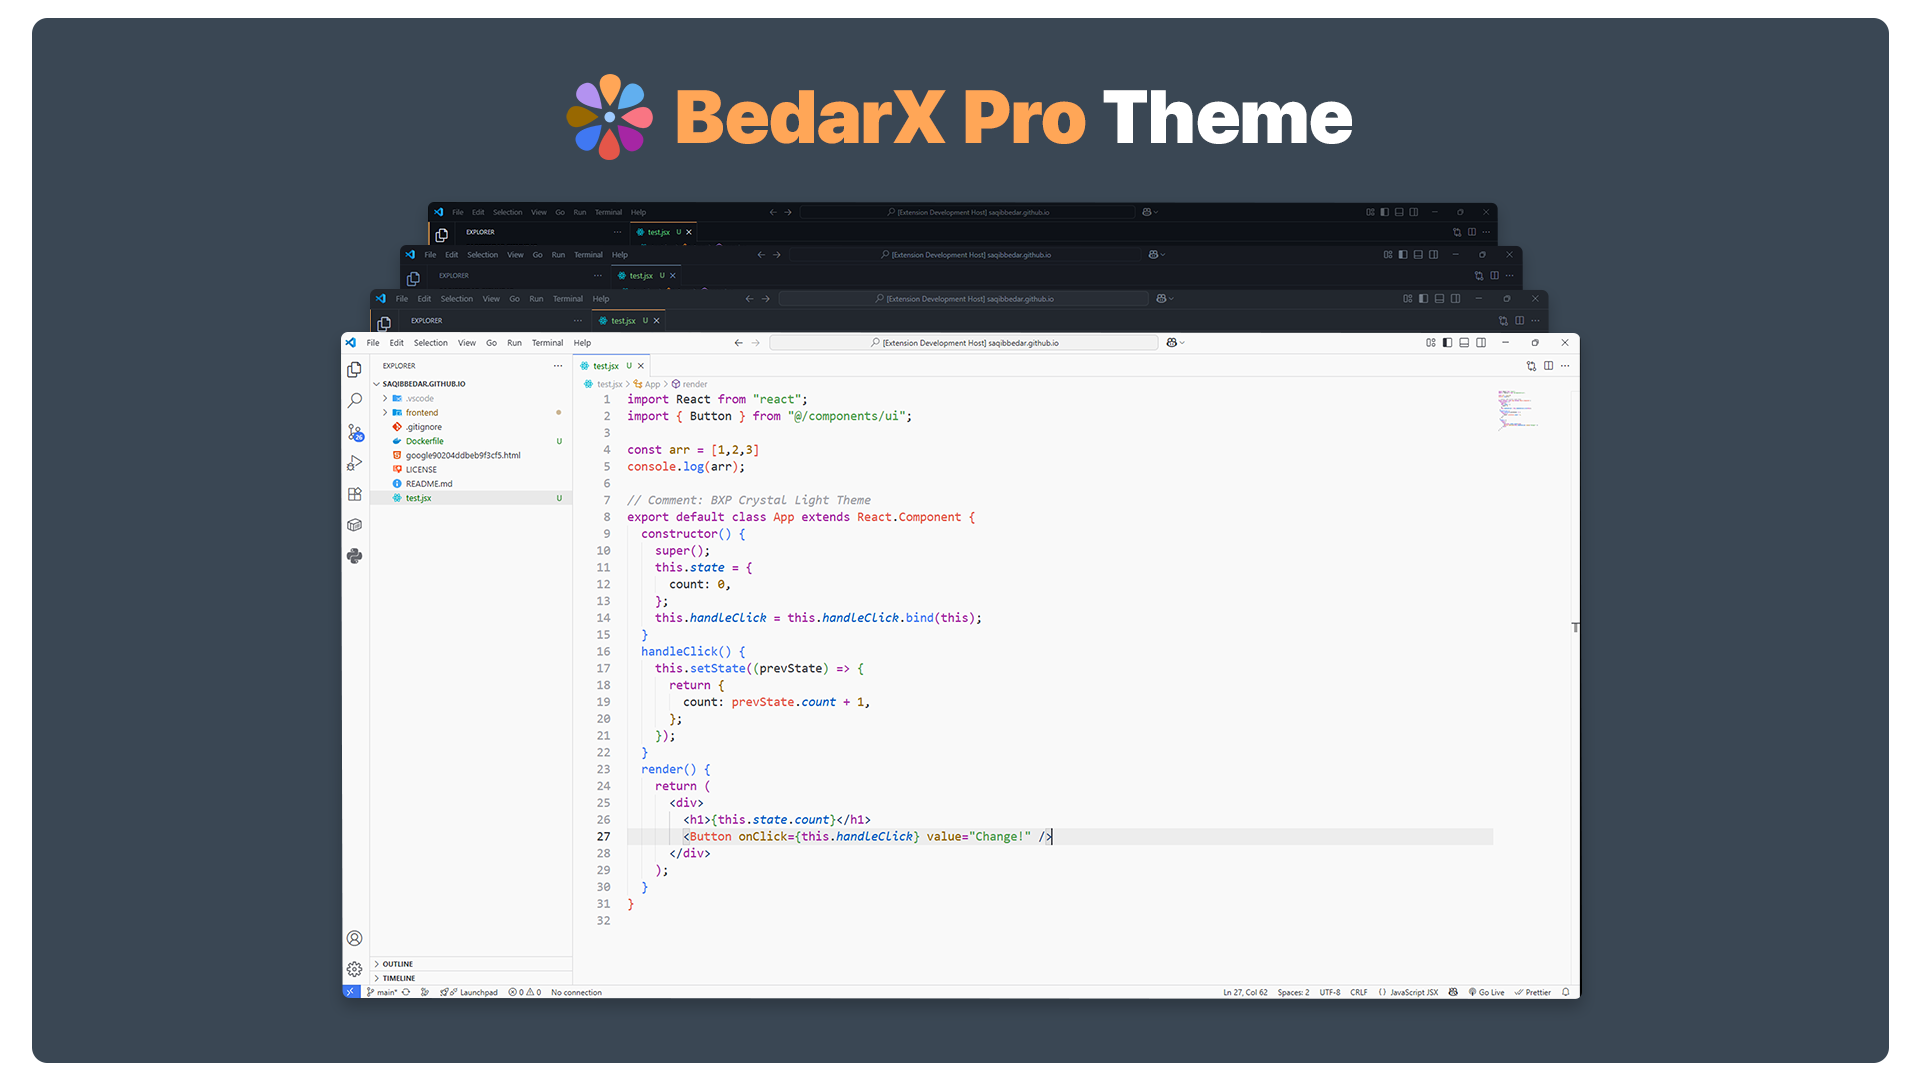 BedarX Pro Theme
File Edit Selection View Go Run Terminal Help [Extension Development Host] saqibbedar.github.io
EXPLORER ··· test.jsx U
File Edit Selection View Go Run Terminal Help [Extension Development Host] saqibbedar.github.io
EXPLORER ··· test.jsx U
File Edit Selection View Go Run Terminal Help [Extension Development Host] saqibbedar.github.io
EXPLORER ··· test.jsx U
File Edit Selection View Go Run Terminal Help [Extension Development Host] saqibbedar.github.io
EXPLORER ···
SAQIBBEDAR.GITHUB.IO
.vscode
frontend
.gitignore
Dockerfile U
google90204ddbeb9f3cf5.html
LICENSE
README.md
test.jsx U
26
OUTLINE
TIMELINE
test.jsx U
test.jsx > App > render
1 import React from "react";
2 import { Button } from "@/components/ui";
3
4 const arr = [1,2,3]
5 console.log(arr);
6
7 // Comment: BXP Crystal Light Theme
8 export default class App extends React.Component {
9 constructor() {
10 super();
11 this.state = {
12 count: 0,
13 };
14 this.handleClick = this.handleClick.bind(this);
15 }
16 handleClick() {
17 this.setState((prevState) => {
18 return {
19 count: prevState.count + 1,
20 };
21 });
22 }
23 render() {
24 return (
25 <div>
26 <h1>{this.state.count}</h1>
27 <Button onClick={this.handleClick} value="Change!" />
28 </div>
29 );
30 }
31 }
32
main* Launchpad 0 0 No connection Ln 27, Col 62 Spaces: 2 UTF-8 CRLF () JavaScript JSX Go Live Prettier